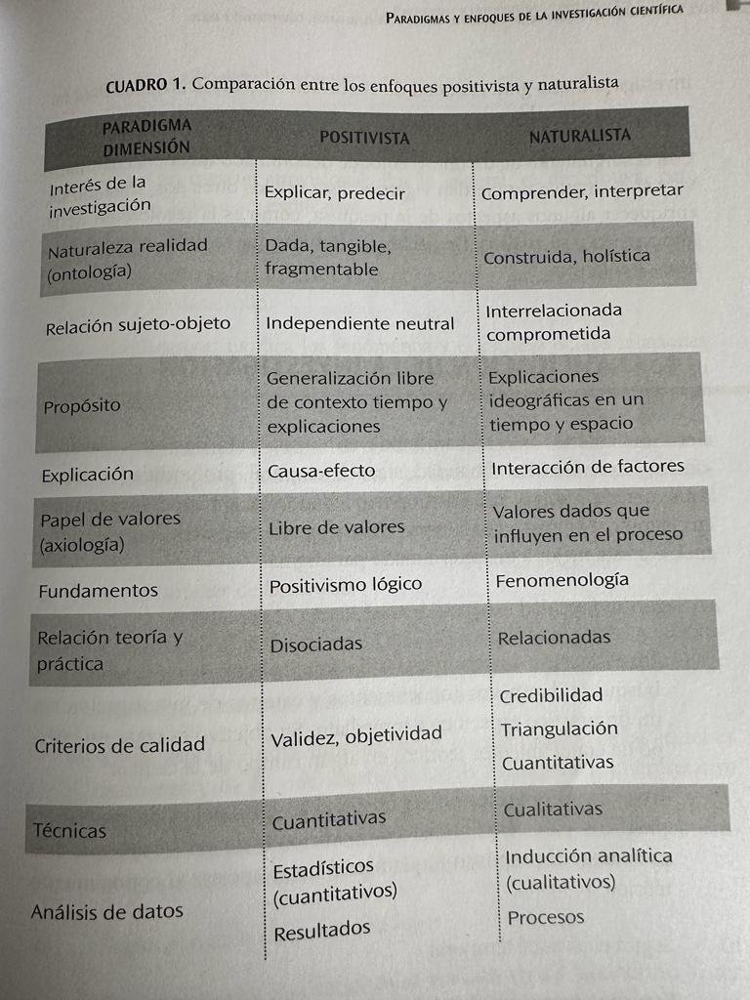 PARADIGMAS Y ENFOQUES DE LA INVESTIGACIÓN CIENTÍFICA
CUADRO 1. Comparación entre los enfoques positivista y naturalista
PARADIGMA
DIMENSIÓN
POSITIVISTA
NATURALISTA
Interés de la
investigación
Explicar, predecir
Comprender, interpretar
Naturaleza realidad
(ontología)
Dada, tangible,
fragmentable
Construida, holística
Relación sujeto-objeto
Independiente neutral
Interrelacionada
comprometida
Propósito
Generalización libre
de contexto tiempo y
explicaciones
Explicaciones
ideográficas en un
tiempo y espacio
Explicación
Causa-efecto
Interacción de factores
Papel de valores
(axiología)
Libre de valores
Valores dados que
influyen en el proceso
Fundamentos
Positivismo lógico
Fenomenología
Relación teoría y
práctica
Disociadas
Relacionadas
Criterios de calidad
Validez, objetividad
Credibilidad
Triangulación
Cuantitativas
Técnicas
Cuantitativas
Cualitativas
Análisis de datos
Estadísticos
(cuantitativos)
Resultados
Inducción analítica
(cualitativos)
Procesos